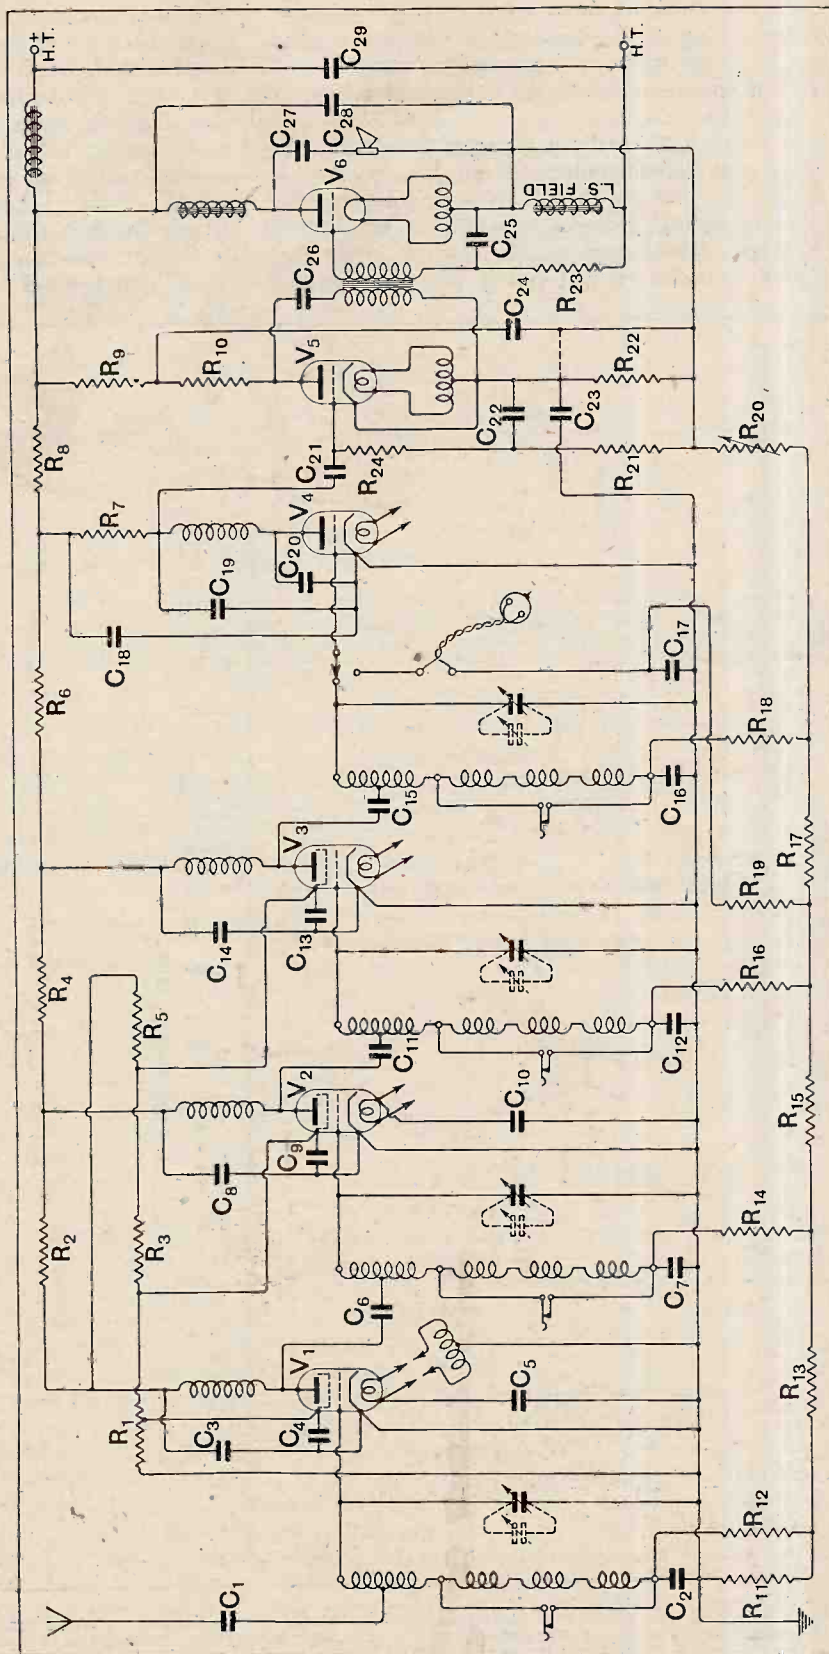 R2
R4
R6
R8
+
H.T.
R1
R3
R5
C18
R7
R9
C1
C3
C8
C14
C19
R10
C27
C4
V1
C9
V2
C13
V3
C20
V4
C21
V5
C26
V6
C28
C29
C6
C11
C15
R24
C5
C10
C22
C24
C25
L.S. FIELD
C23
R23
−
H.T.
C2
C7
C12
C16
C17
R21
R22
R11
R12
R14
R16
R19
R18
R20
R13
R15
R17